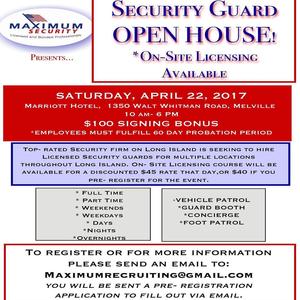 MAXIMUM
SECURITY
Licensed and Bonded Professionals
PRESENTS...
SECURITY GUARD
OPEN HOUSE!
*ON-SITE LICENSING
AVAILABLE
SATURDAY, APRIL 22, 2017
MARRIOTT HOTEL, 1350 WALT WHITMAN ROAD, MELVILLE
10 AM- 6 PM
$100 SIGNING BONUS
*EMPLOYEES MUST FULFILL 60 DAY PROBATION PERIOD
TOP- RATED SECURITY FIRM ON LONG ISLAND IS SEEKING TO HIRE
LICENSED SECURITY GUARDS FOR MULTIPLE LOCATIONS
THROUGHOUT LONG ISLAND. ON- SITE LICENSING COURSE WILL BE
AVAILABLE FOR A DISCOUNTED $45 RATE THAT DAY,OR $40 IF YOU
PRE- REGISTER FOR THE EVENT.
* FULL TIME
* PART TIME
* WEEKENDS
* WEEKDAYS
* DAYS
*NIGHTS
*OVERNIGHTS
-VEHICLE PATROL
*GUARD BOOTH
*CONCIERGE
*FOOT PATROL
TO REGISTER OR FOR MORE INFORMATION
PLEASE SEND AN EMAIL TO:
MAXIMUMRECRUITING@GMAIL.COM
YOU WILL BE SENT A PRE- REGISTRATION
APPLICATION TO FILL OUT VIA EMAIL.